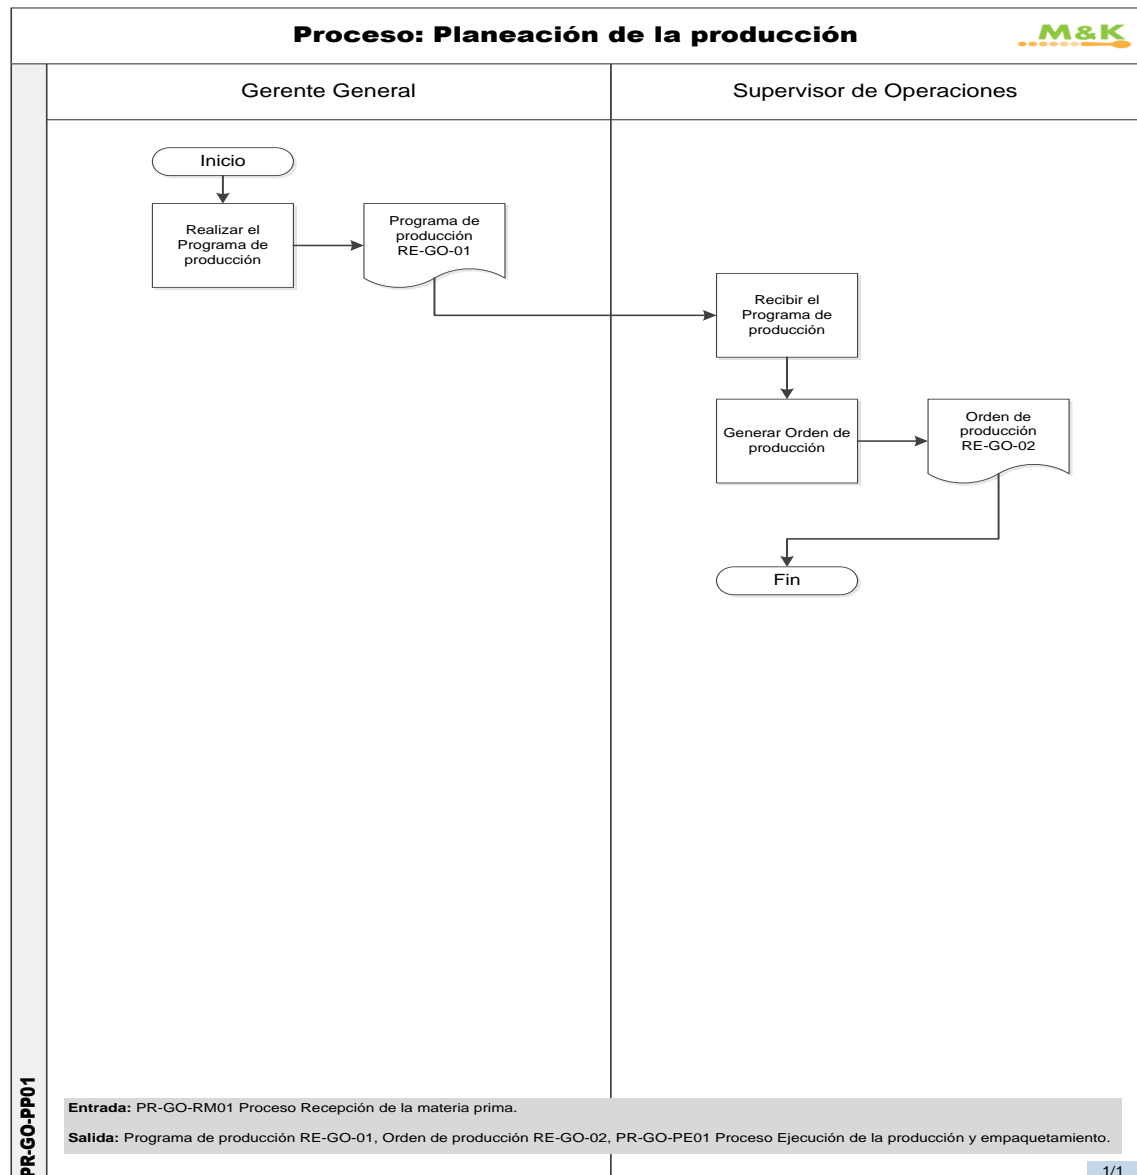 Proceso: Planeación de la producción
M&K
Gerente General
Supervisor de Operaciones
Inicio
Realizar el
Programa de
producción
Programa de
producción
RE-GO-01
Recibir el
Programa de
producción
Generar Orden de
producción
Orden de
producción
RE-GO-02
Fin
PR-GO-PP01
Entrada: PR-GO-RM01 Proceso Recepción de la materia prima.
Salida: Programa de producción RE-GO-01, Orden de producción RE-GO-02, PR-GO-PE01 Proceso Ejecución de la producción y empaquetamiento.
1/1